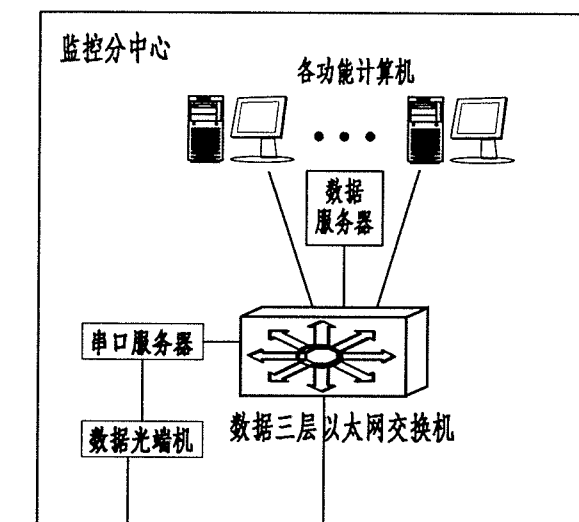 监控分中心
各功能计算机
数据
服务器
串口服务器
数据三层以太网交换机
数据光端机